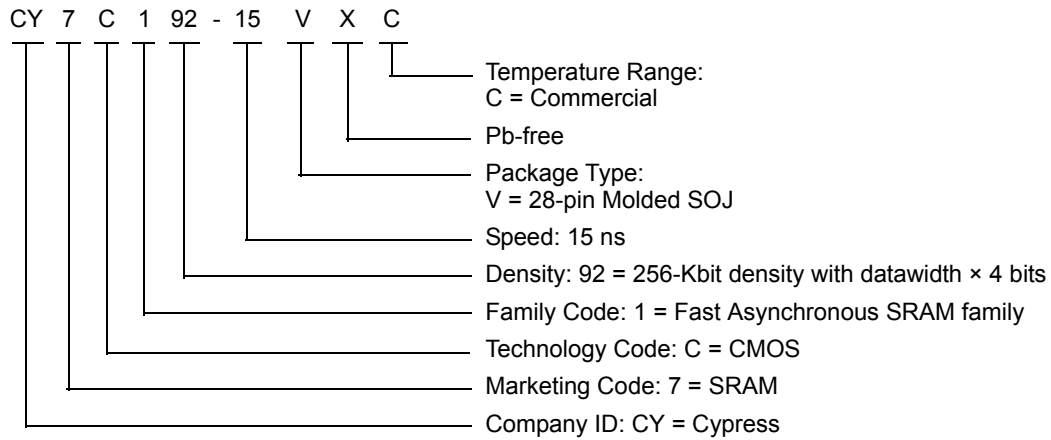 CY 7 C 1 92 - 15 V X C
Temperature Range:
C = Commercial
Pb-free
Package Type:
V = 28-pin Molded SOJ
Speed: 15 ns
Density: 92 = 256-Kbit density with datawidth × 4 bits
Family Code: 1 = Fast Asynchronous SRAM family
Technology Code: C = CMOS
Marketing Code: 7 = SRAM
Company ID: CY = Cypress